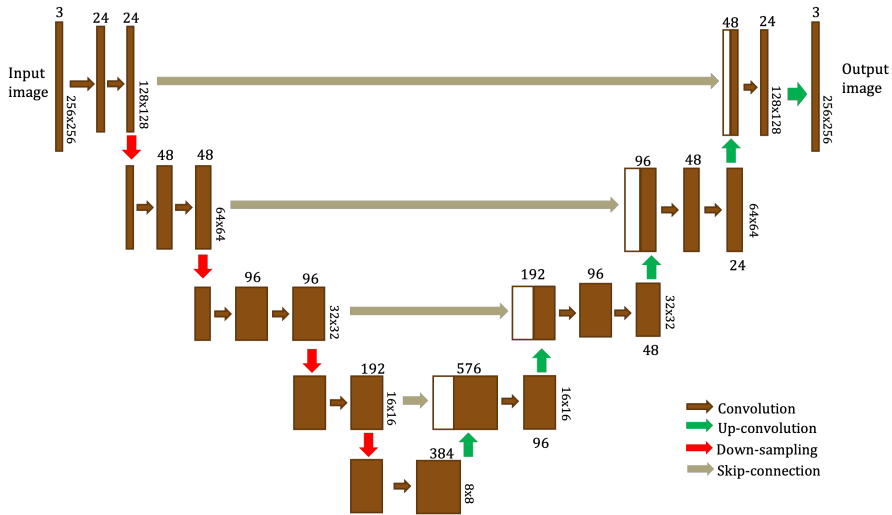 3
24
24
48
24
3
Input
image
256x256
128x128
128x128
256x256
Output
image
48
48
96
48
64x64
64x64
24
96
96
192
96
32x32
32x32
48
192
576
16x16
16x16
96
384
8x8
Convolution
Up-convolution
Down-sampling
Skip-connection